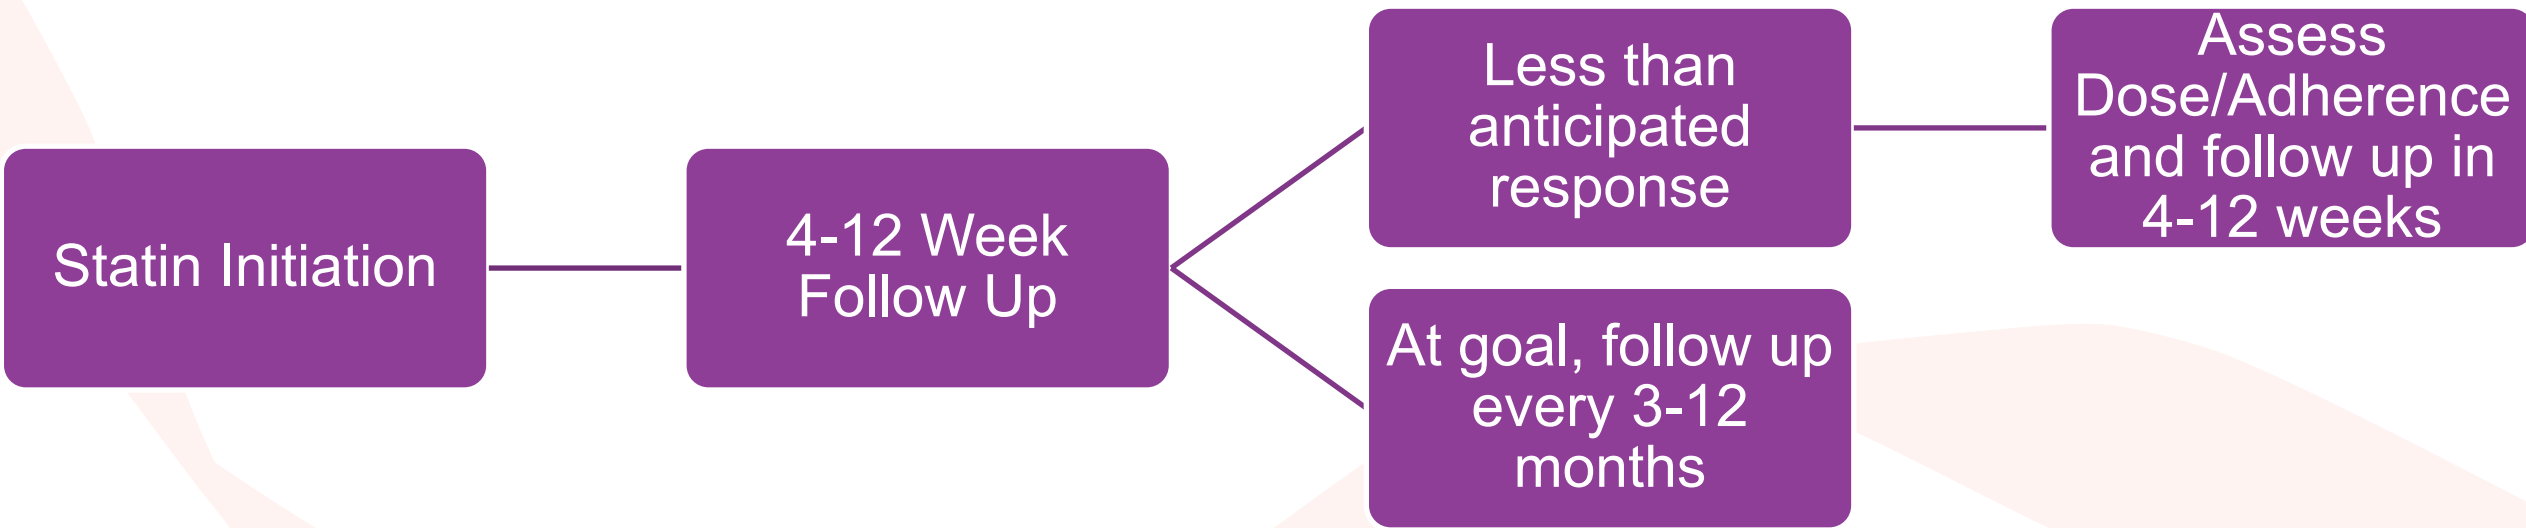 Statin Initiation
4-12 Week
Follow Up
Less than
anticipated
response
Assess
Dose/Adherence
and follow up in
4-12 weeks
At goal, follow up
every 3-12
months